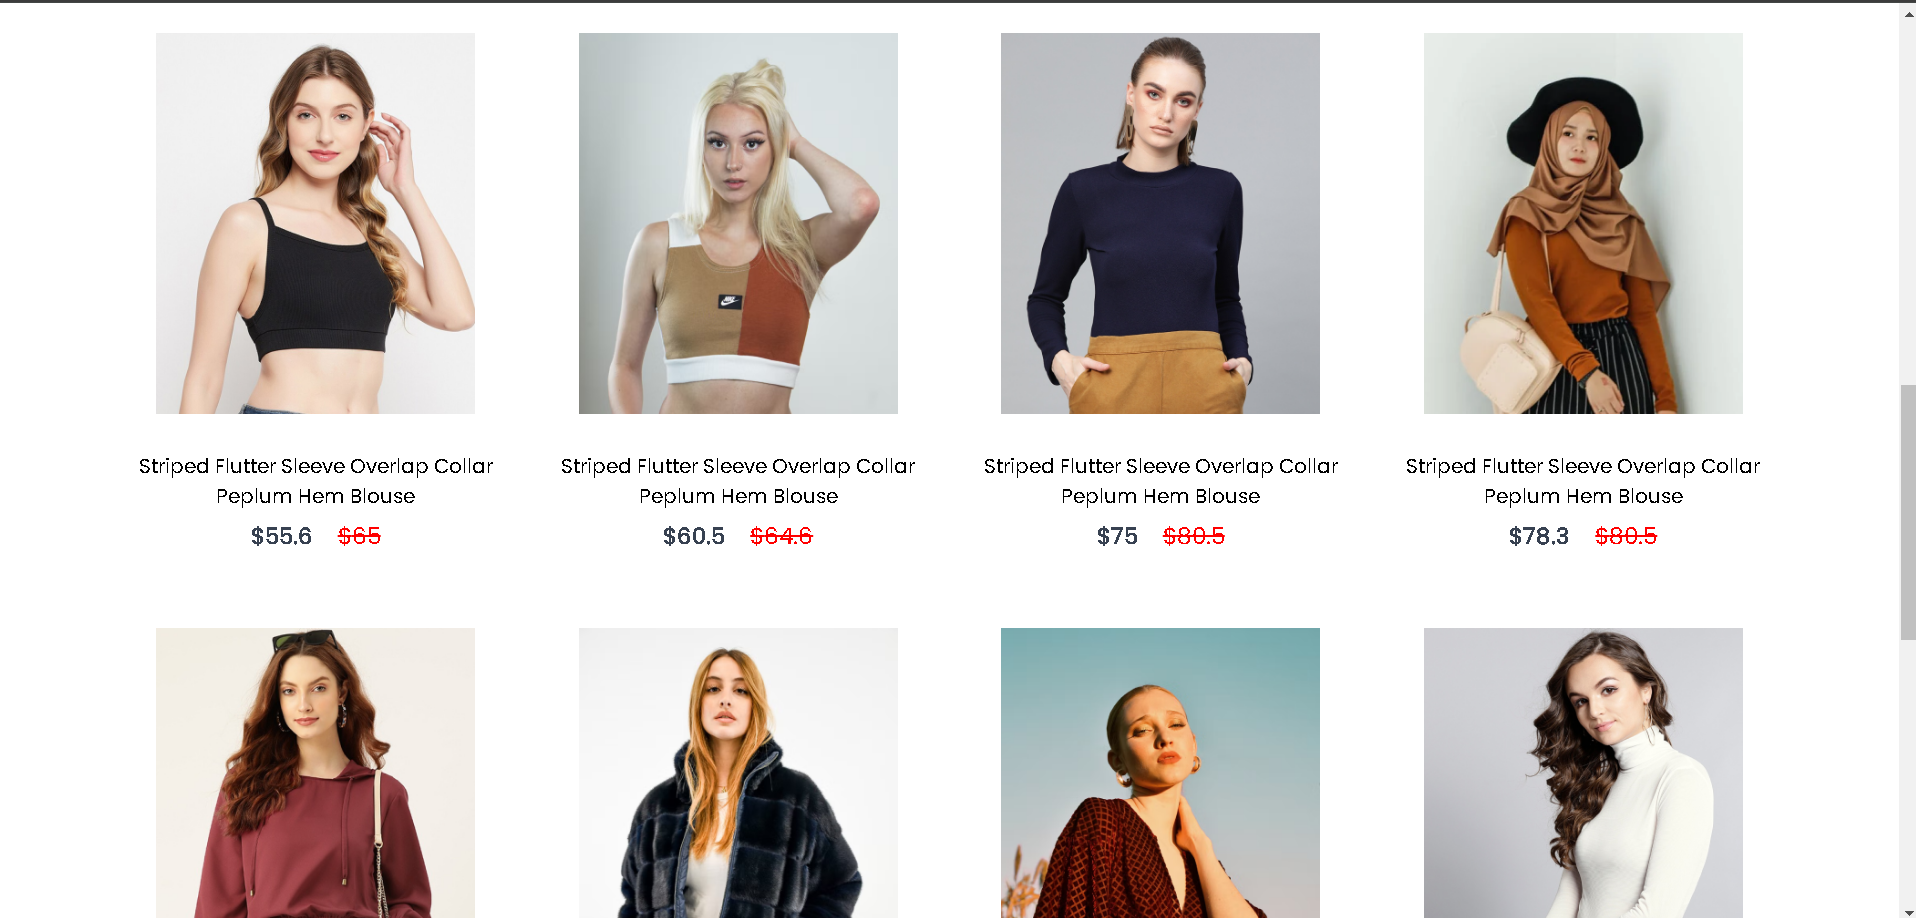 Striped Flutter Sleeve Overlap Collar
Peplum Hem Blouse
$55.6 $65
Striped Flutter Sleeve Overlap Collar
Peplum Hem Blouse
$60.5 $64.6
Striped Flutter Sleeve Overlap Collar
Peplum Hem Blouse
$75 $80.5
Striped Flutter Sleeve Overlap Collar
Peplum Hem Blouse
$78.3 $80.5